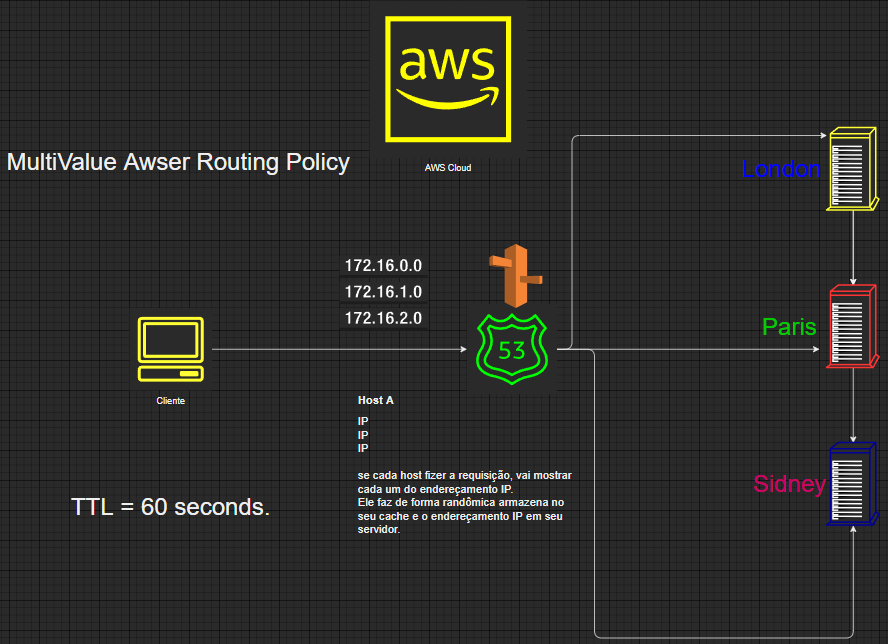 aws
AWS Cloud
MultiValue Awser Routing Policy
London
172.16.0.0
172.16.1.0
172.16.2.0
Paris
53
Cliente
Host A
IP
IP
IP
se cada host fizer a requisição, vai mostrar
cada um do endereçamento IP.
Ele faz de forma randômica armazena no
seu cache e o endereçamento IP em seu
servidor.
Sidney
TTL = 60 seconds.